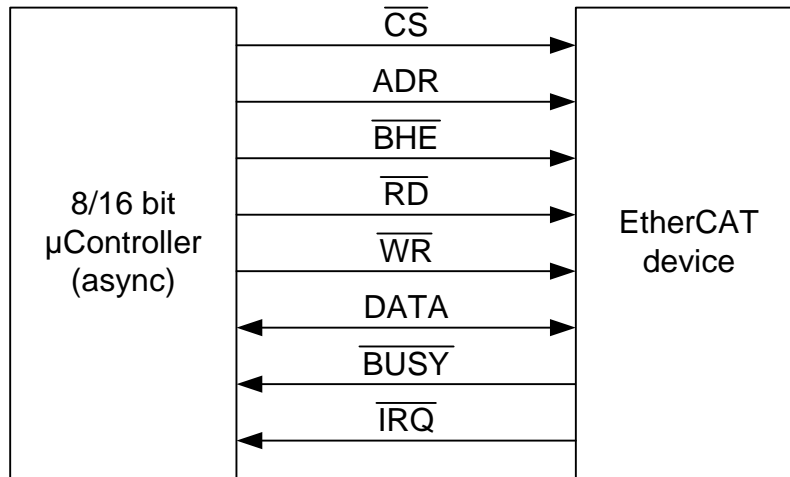 CS
ADR
BHE
RD
WR
DATA
BUSY
IRQ
8/16 bit
µController
(async)
EtherCAT
device